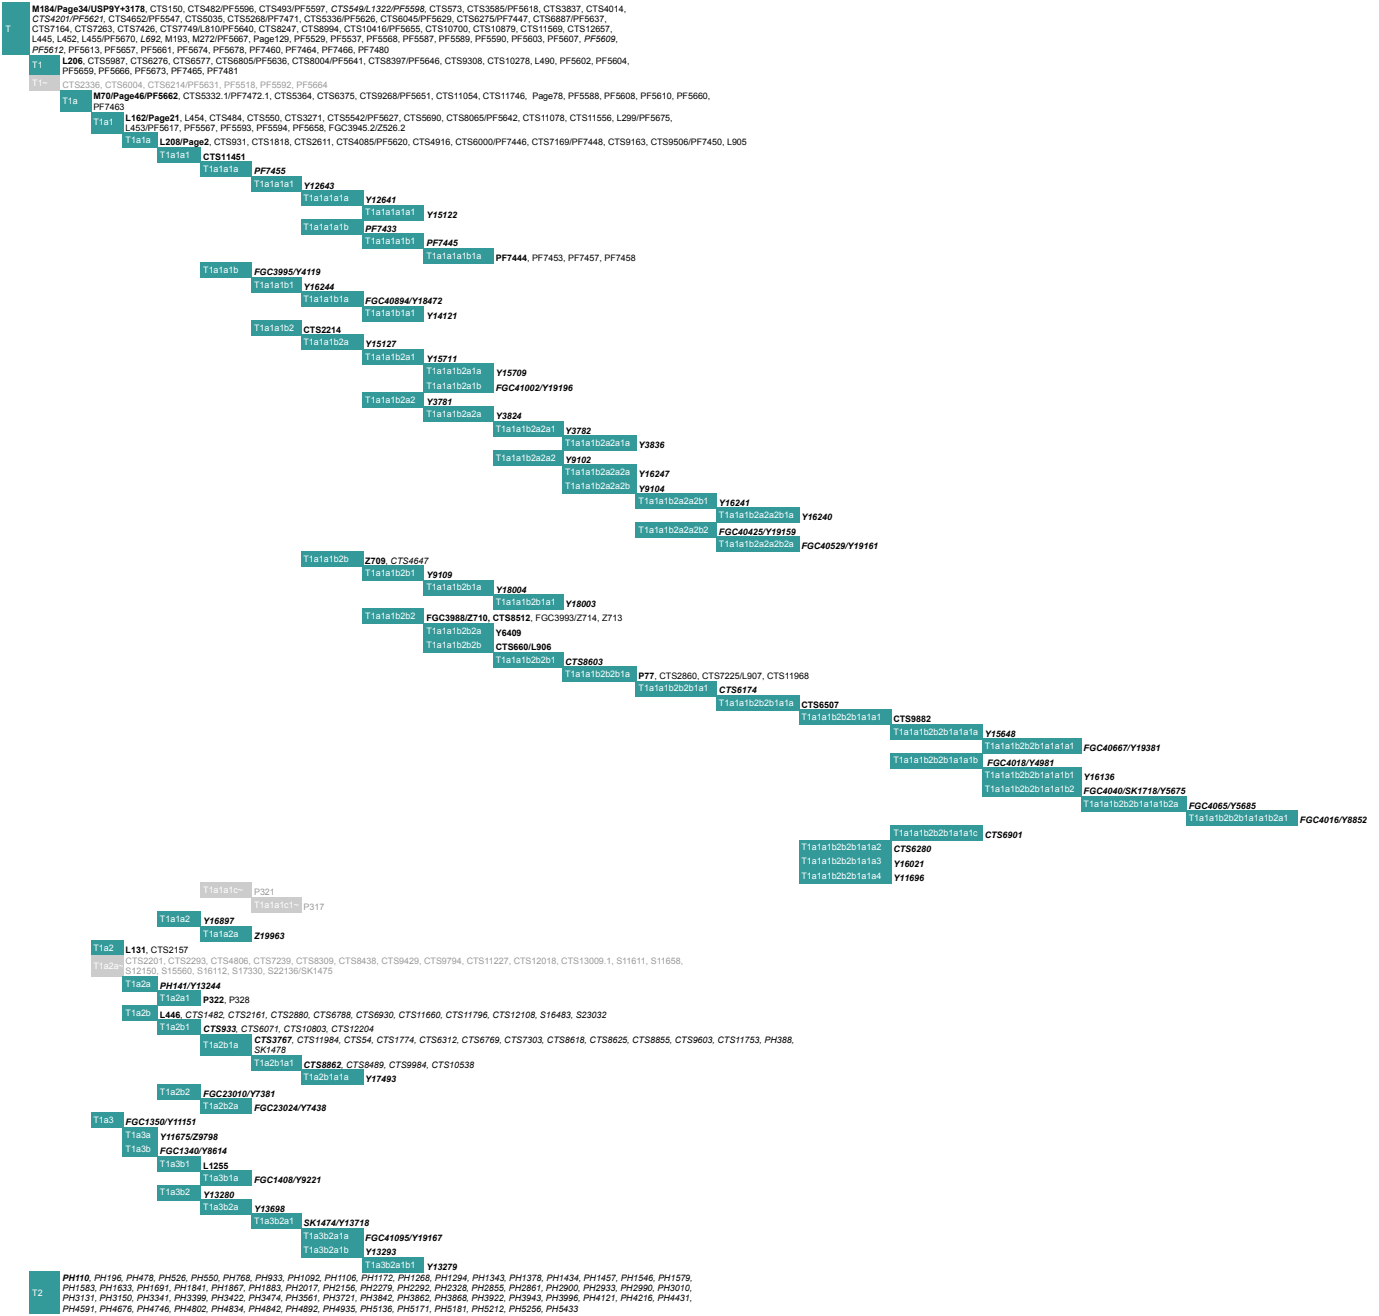 T M184/Page34/USP9Y+3178, CTS150, CTS482/PF5596, CTS493/PF5597, CTS549/L1322/PF5598, CTS573, CTS3585/PF5618, CTS3837, CTS4014,
CTS4201/PF5621, CTS4652/PF5547, CTS5035, CTS5268/PF7471, CTS5336/PF5626, CTS6045/PF5629, CTS6275/PF7447, CTS6887/PF5637,
CTS7164, CTS7263, CTS7426, CTS7749/L810/PF5640, CTS8247, CTS8994, CTS10416/PF5655, CTS10700, CTS10879, CTS11569, CTS12657,
L445, L452, L455/PF5670, L692, M193, M272/PF5667, Page129, PF5529, PF5537, PF5568, PF5587, PF5589, PF5590, PF5603, PF5607, PF5609,
PF5612, PF5613, PF5657, PF5661, PF5674, PF5678, PF7460, PF7464, PF7466, PF7480
T1 L206, CTS5987, CTS6276, CTS6577, CTS6805/PF5636, CTS8004/PF5641, CTS8397/PF5646, CTS9308, CTS10278, L490, PF5602, PF5604,
PF5659, PF5666, PF5673, PF7465, PF7481
T1~ CTS2336, CTS6004, CTS6214/PF5631, PF5518, PF5592, PF5664
T1a M70/Page46/PF5662, CTS5332.1/PF7472.1, CTS5364, CTS6375, CTS9268/PF5651, CTS11054, CTS11746, Page78, PF5588, PF5608, PF5610, PF5660,
PF7463
T1a1 L162/Page21, L454, CTS484, CTS550, CTS3271, CTS5542/PF5627, CTS5690, CTS8065/PF5642, CTS11078, CTS11556, L299/PF5675,
L453/PF5617, PF5567, PF5593, PF5594, PF5658, FGC3945.2/Z526.2
T1a1a L208/Page2, CTS931, CTS1818, CTS2611, CTS4085/PF5620, CTS4916, CTS6000/PF7446, CTS7169/PF7448, CTS9163, CTS9506/PF7450, L905
T1a1a1 CTS11451
T1a1a1a PF7455
T1a1a1a1 Y12643
T1a1a1a1a Y12641
T1a1a1a1a1 Y15122
T1a1a1a1b PF7433
T1a1a1a1b1 PF7445
T1a1a1a1b1a PF7444, PF7453, PF7457, PF7458
T1a1a1b FGC3995/Y4119
T1a1a1b1 Y16244
T1a1a1b1a FGC40894/Y18472
T1a1a1b1a1 Y14121
T1a1a1b2 CTS2214
T1a1a1b2a Y15127
T1a1a1b2a1 Y15711
T1a1a1b2a1a Y15709
T1a1a1b2a1b FGC41002/Y19196
T1a1a1b2a2 Y3781
T1a1a1b2a2a Y3824
T1a1a1b2a2a1 Y3782
T1a1a1b2a2a1a Y3836
T1a1a1b2a2a2 Y9102
T1a1a1b2a2a2a Y16247
T1a1a1b2a2a2b Y9104
T1a1a1b2a2a2b1 Y16241
T1a1a1b2a2a2b1a Y16240
T1a1a1b2a2a2b2 FGC40425/Y19159
T1a1a1b2a2a2b2a FGC40529/Y19161
T1a1a1b2b Z709, CTS4647
T1a1a1b2b1 Y9109
T1a1a1b2b1a Y18004
T1a1a1b2b1a1 Y18003
T1a1a1b2b2 FGC3988/Z710, CTS8512, FGC3993/Z714, Z713
T1a1a1b2b2a Y6409
T1a1a1b2b2b CTS660/L906
T1a1a1b2b2b1 CTS8603
T1a1a1b2b2b1a P77, CTS2860, CTS7225/L907, CTS11968
T1a1a1b2b2b1a1 CTS6174
T1a1a1b2b2b1a1a CTS6507
T1a1a1b2b2b1a1a1 CTS9882
T1a1a1b2b2b1a1a1a Y15648
T1a1a1b2b2b1a1a1a1 FGC40667/Y19381
T1a1a1b2b2b1a1a1b FGC4018/Y4981
T1a1a1b2b2b1a1a1b1 Y16136
T1a1a1b2b2b1a1a1b2 FGC4040/SK1718/Y5675
T1a1a1b2b2b1a1a1b2a FGC4065/Y5685
T1a1a1b2b2b1a1a1b2a1 FGC4016/Y8852
T1a1a1b2b2b1a1a1c CTS6901
T1a1a1b2b2b1a1a2 CTS6280
T1a1a1b2b2b1a1a3 Y16021
T1a1a1b2b2b1a1a4 Y11696
T1a1a1c~ P321
T1a1a1c1~ P317
T1a1a2 Y16897
T1a1a2a Z19963
T1a2 L131, CTS2157
T1a2a~ CTS2201, CTS2293, CTS4806, CTS7239, CTS8309, CTS8438, CTS9429, CTS9794, CTS11227, CTS12018, CTS13009.1, S11611, S11658,
S12150, S15560, S16112, S17330, S22136/SK1475
T1a2a PH141/Y13244
T1a2a1 P322, P328
T1a2b L446, CTS1482, CTS2161, CTS2880, CTS6788, CTS6930, CTS11660, CTS11796, CTS12108, S16483, S23032
T1a2b1 CTS933, CTS6071, CTS10803, CTS12204
T1a2b1a CTS3767, CTS11984, CTS54, CTS1774, CTS6312, CTS6769, CTS7303, CTS8618, CTS8625, CTS8855, CTS9603, CTS11753, PH388,
SK1478
T1a2b1a1 CTS8862, CTS8489, CTS9984, CTS10538
T1a2b1a1a Y17493
T1a2b2 FGC23010/Y7381
T1a2b2a FGC23024/Y7438
T1a3 FGC1350/Y11151
T1a3a Y11675/Z9798
T1a3b FGC1340/Y8614
T1a3b1 L1255
T1a3b1a FGC1408/Y9221
T1a3b2 Y13280
T1a3b2a Y13698
T1a3b2a1 SK1474/Y13718
T1a3b2a1a FGC41095/Y19167
T1a3b2a1b Y13293
T1a3b2a1b1 Y13279
T2 PH110, PH196, PH478, PH526, PH550, PH768, PH933, PH1092, PH1106, PH1172, PH1268, PH1294, PH1343, PH1378, PH1434, PH1457, PH1546, PH1579,
PH1583, PH1633, PH1691, PH1841, PH1867, PH1883, PH2017, PH2156, PH2279, PH2292, PH2328, PH2855, PH2861, PH2900, PH2933, PH2990, PH3010,
PH3131, PH3150, PH3341, PH3399, PH3422, PH3474, PH3561, PH3721, PH3842, PH3862, PH3868, PH3922, PH3943, PH3996, PH4121, PH4216, PH4431,
PH4591, PH4676, PH4746, PH4802, PH4834, PH4842, PH4892, PH4935, PH5136, PH5171, PH5181, PH5212, PH5256, PH5433